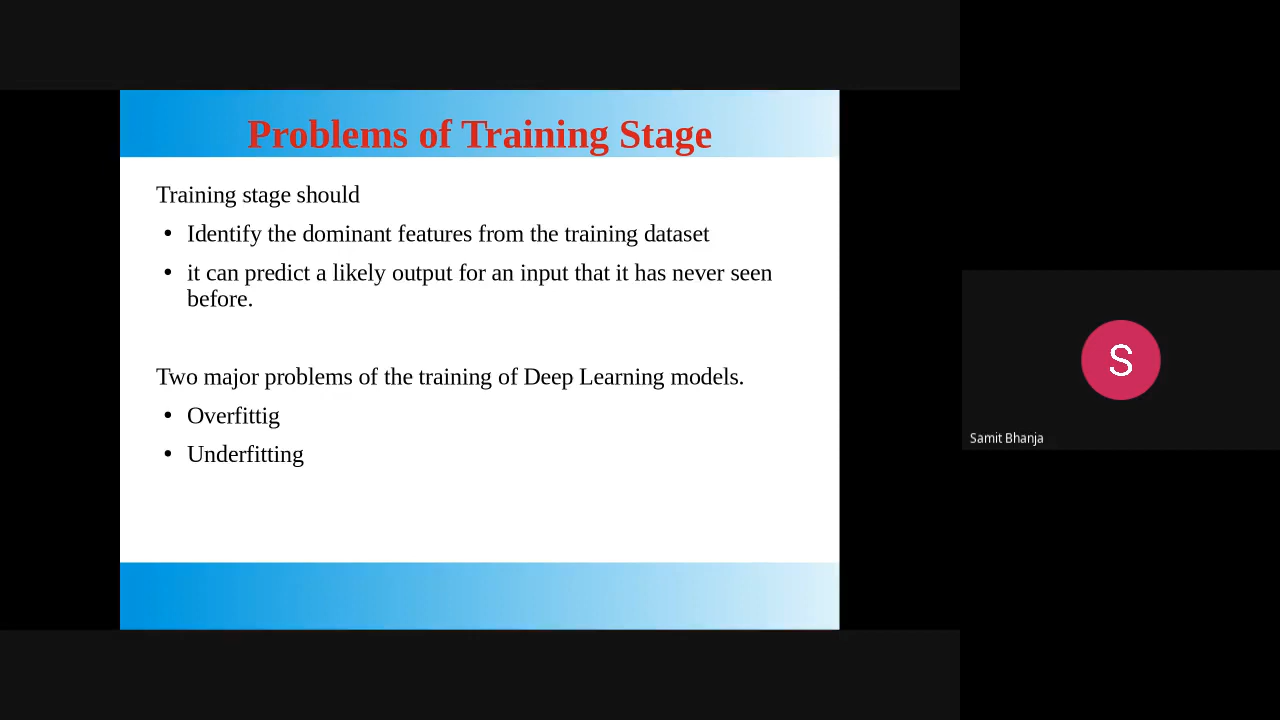 Problems of Training Stage
Training stage should
• Identify the dominant features from the training dataset
• it can predict a likely output for an input that it has never seen
before.
Two major problems of the training of Deep Learning models.
• Overfittig
• Underfitting
S
Samit Bhanja